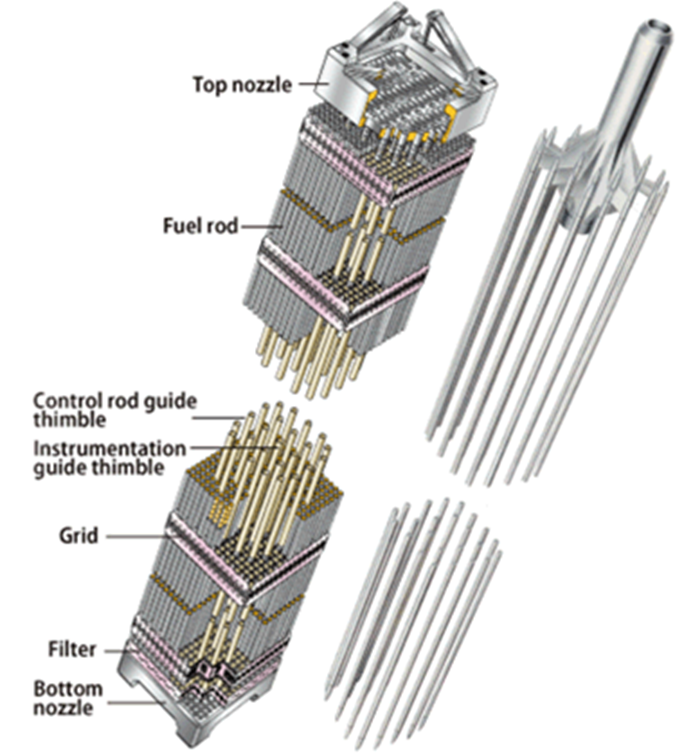 Top nozzle
Fuel rod
Control rod guide
thimble
Instrumentation
guide thimble
Grid
Filter
Bottom
nozzle